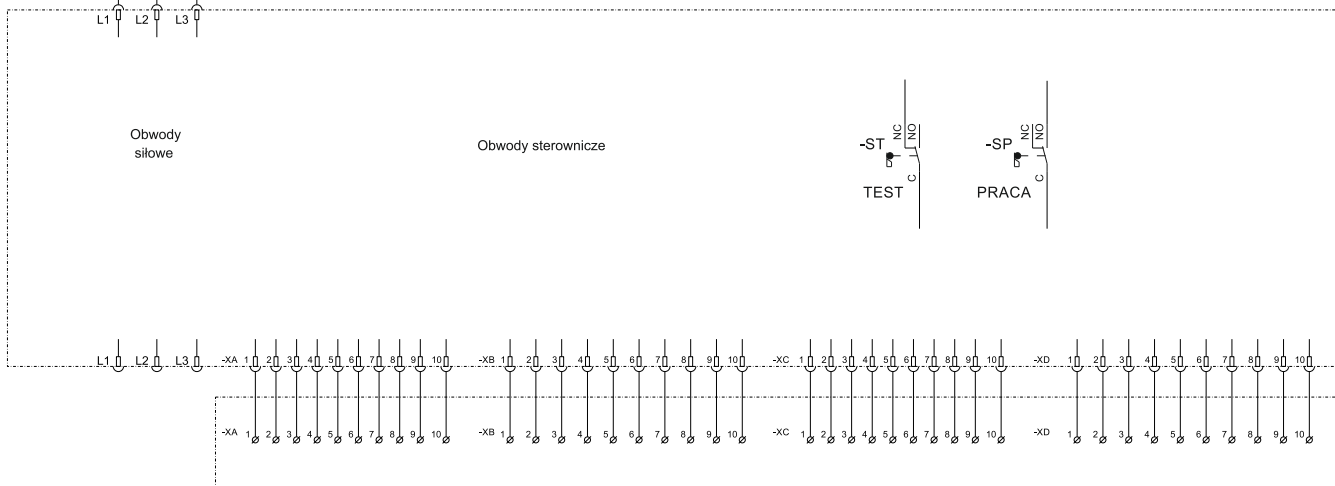 L1 L2 L3
Obwody
siłowe
Obwody sterownicze
NC NO
-ST
C
TEST
NC NO
-SP
C
PRACA
L1 L2 L3 -XA 1 2 3 4 5 6 7 8 9 10 -XB 1 2 3 4 5 6 7 8 9 10 -XC 1 2 3 4 5 6 7 8 9 10 -XD 1 2 3 4 5 6 7 8 9 10
-XA 1 2 3 4 5 6 7 8 9 10 -XB 1 2 3 4 5 6 7 8 9 10 -XC 1 2 3 4 5 6 7 8 9 10 -XD 1 2 3 4 5 6 7 8 9 10